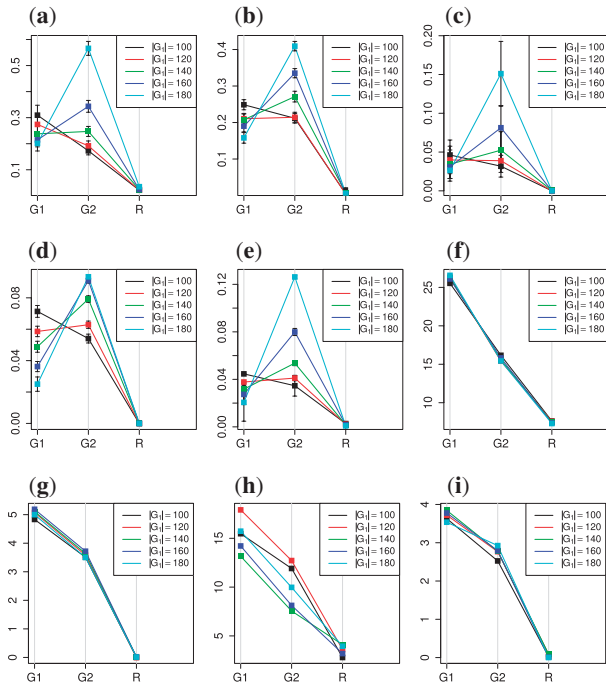 (a) (b) (c)
|G₁|= 100
|G₁|= 120
|G₁|= 140
|G₁|= 160
|G₁|= 180
0.5
0.3
0.1
G1 G2 R
|G₁|= 100
|G₁|= 120
|G₁|= 140
|G₁|= 160
|G₁|= 180
0.4
0.3
0.2
0.1
G1 G2 R
|G₁|= 100
|G₁|= 120
|G₁|= 140
|G₁|= 160
|G₁|= 180
0.20
0.15
0.10
0.05
0.00
G1 G2 R
(d) (e) (f)
|G₁|= 100
|G₁|= 120
|G₁|= 140
|G₁|= 160
|G₁|= 180
0.08
0.04
0.00
G1 G2 R
|G₁|= 100
|G₁|= 120
|G₁|= 140
|G₁|= 160
|G₁|= 180
0.12
0.08
0.04
0.00
G1 G2 R
|G₁|= 100
|G₁|= 120
|G₁|= 140
|G₁|= 160
|G₁|= 180
25
20
15
10
G1 G2 R
(g) (h) (i)
|G₁|= 100
|G₁|= 120
|G₁|= 140
|G₁|= 160
|G₁|= 180
5
4
3
2
1
0
G1 G2 R
|G₁|= 100
|G₁|= 120
|G₁|= 140
|G₁|= 160
|G₁|= 180
15
10
5
G1 G2 R
|G₁|= 100
|G₁|= 120
|G₁|= 140
|G₁|= 160
|G₁|= 180
4
3
2
1
0
G1 G2 R